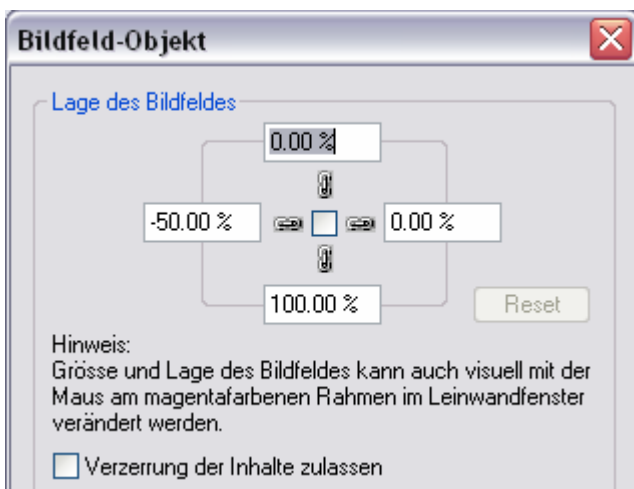 Bildfeld-Objekt
Lage des Bildfeldes
0.00 %
-50.00 %
0.00 %
100.00 %
Reset
Hinweis:
Grösse und Lage des Bildfeldes kann auch visuell mit der
Maus am magentafarbenen Rahmen im Leinwandfenster
verändert werden.
Verzerrung der Inhalte zulassen